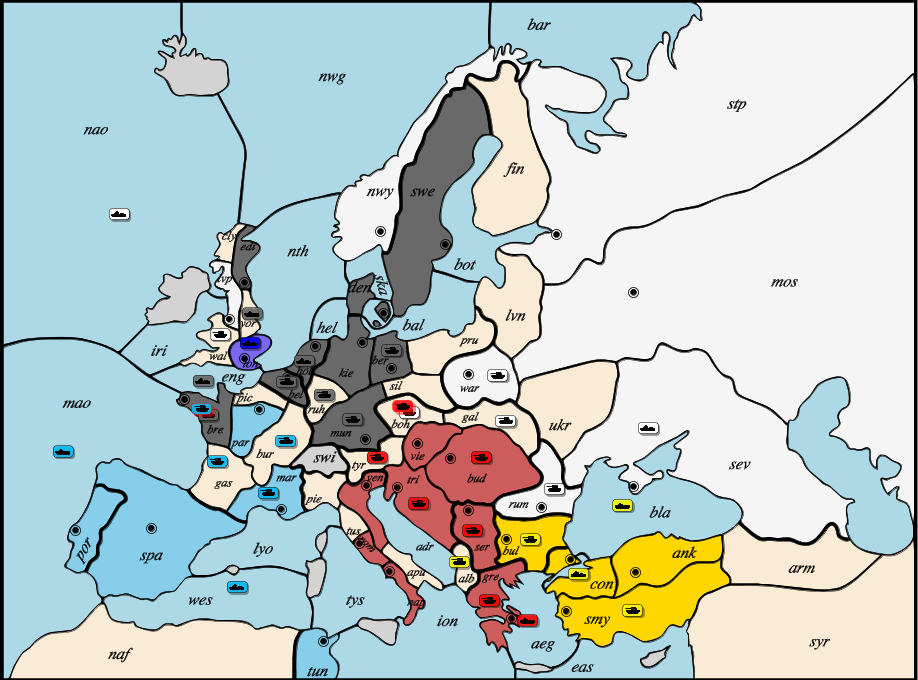 bar
nwg
stp
nao
fin
nwy
swe
cly
edi
nth
bot
mos
lvp
den
ska
lvn
yor
hel
bal
iri
wal
pru
lon
hol
kie
ber
war
eng
sil
mao
pic
bel
ruh
bre
boh
gal
ukr
par
mun
bur
swi
tyr
vie
sev
gas
mar
ven
tri
bud
rum
pie
bla
por
spa
lyo
tus
adr
ser
bul
ank
rom
con
arm
apu
alb
gre
wes
tys
nap
smy
ion
aeg
syr
naf
eas
tun